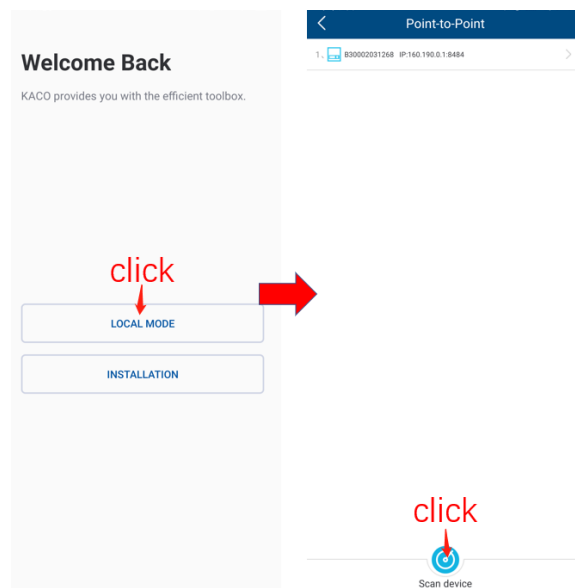 Welcome Back
KACO provides you with the efficient toolbox.
click
LOCAL MODE
INSTALLATION
Point-to-Point
1. B30002031268 IP:160.190.0.1:8484
click
Scan device